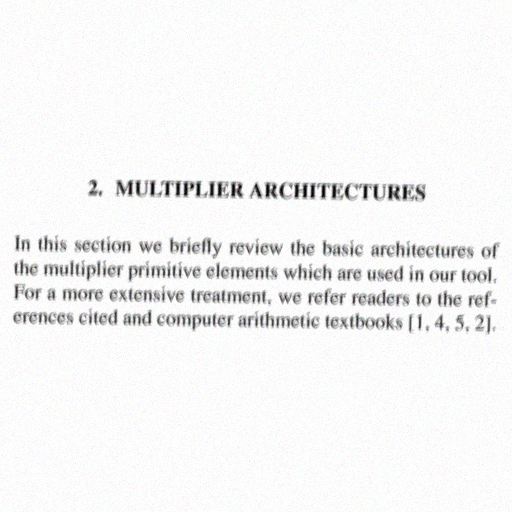 2. MULTIPLIER ARCHITECTURES
In this section we briefly review the basic architectures of
the multiplier primitive elements which are used in our tool.
For a more extensive treatment, we refer readers to the ref-
erences cited and computer arithmetic textbooks [1, 4, 5, 2].